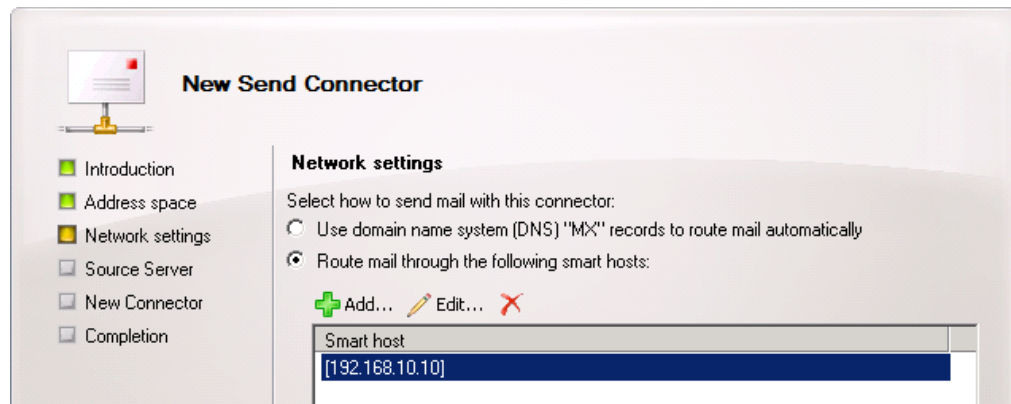 New Send Connector
Introduction
Address space
Network settings
Source Server
New Connector
Completion
Network settings
Select how to send mail with this connector:
Use domain name system (DNS) "MX" records to route mail automatically
Route mail through the following smart hosts:
Add... Edit...
Smart host
[192.168.10.10]